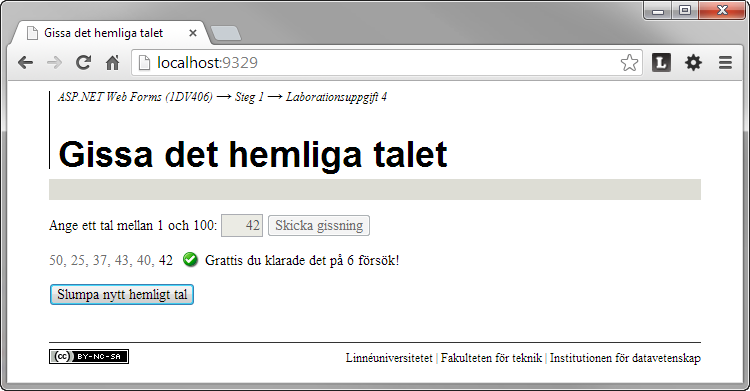 Gissa det hemliga talet
localhost:9329
L
ASP.NET Web Forms (1DV406) → Steg 1 → Laborationsuppgift 4
Gissa det hemliga talet
Ange ett tal mellan 1 och 100: 42 Skicka gissning
50, 25, 37, 43, 40, 42 Grattis du klarade det på 6 försök!
Slumpa nytt hemligt tal
(cc) BY-NC-SA Linnéuniversitetet | Fakulteten för teknik | Institutionen för datavetenskap